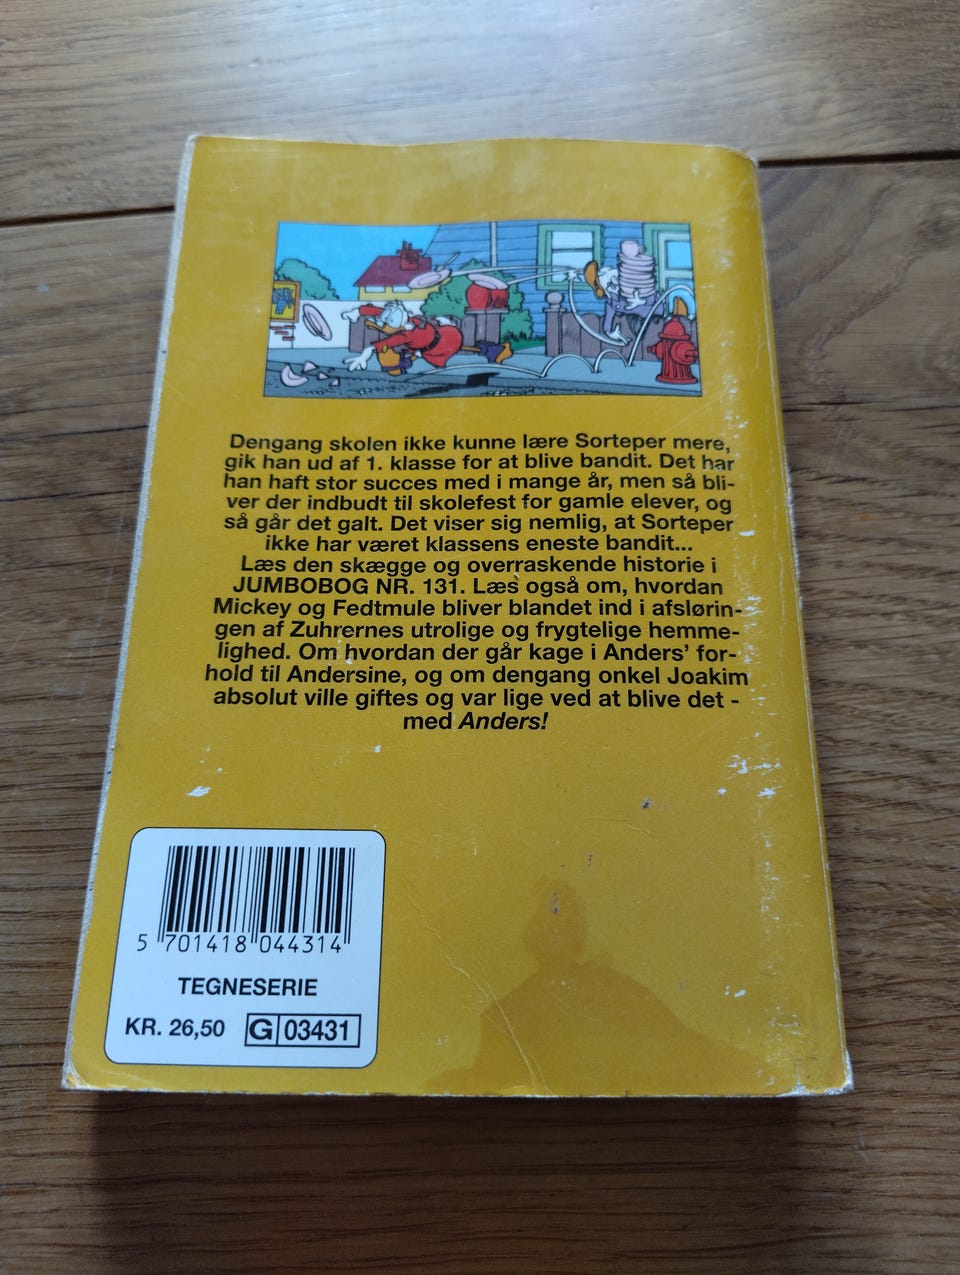 Dengang skolen ikke kunne lære Sorteper mere,
gik han ud af 1. klasse for at blive bandit. Det har
han haft stor succes med i mange år, men så bli-
ver der indbudt til skolefest for gamle elever, og
så går det galt. Det viser sig nemlig, at Sorteper
ikke har været klassens eneste bandit...
Læs den skægge og overraskende historie i
JUMBOBOG NR. 131. Læs også om, hvordan
Mickey og Fedtmule bliver blandet ind i afslørin-
gen af Zuhrernes utrolige og frygtelige hemme-
lighed. Om hvordan der går kage i Anders' for-
hold til Andersine, og om dengang onkel Joakim
absolut ville giftes og var lige ved at blive det -
med Anders!
5 701418 044314
TEGNESERIE
KR. 26,50 G 03431